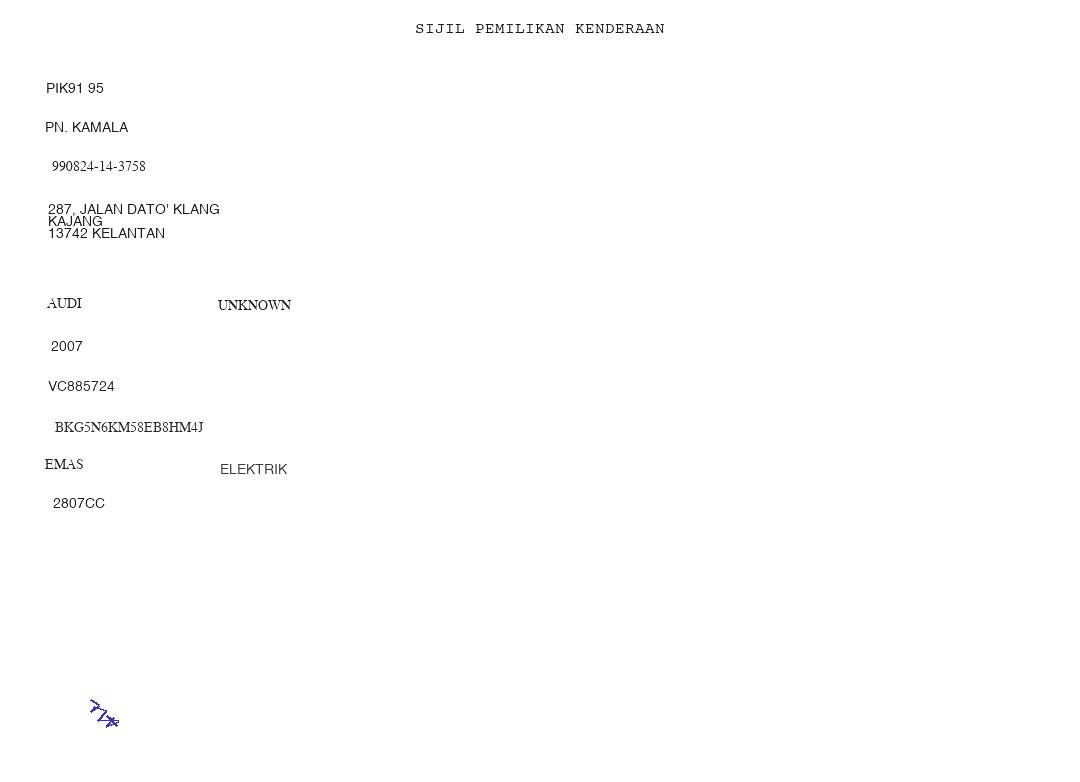 SIJIL PEMILIKAN KENDERAAN
PIK91 95
PN. KAMALA
990824-14-3758
287, JALAN DATO' KLANG
KAJANG
13742 KELANTAN
AUDI UNKNOWN
2007
VC885724
BKG5N6KM58EB8HM4J
EMAS ELEKTRIK
2807CC